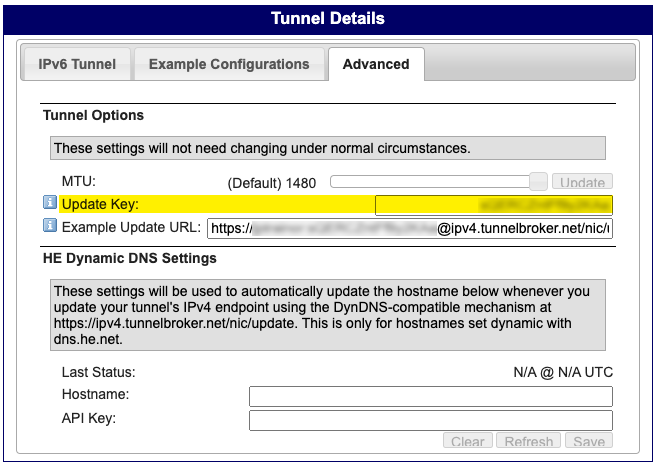 Tunnel Details
IPv6 Tunnel Example Configurations Advanced
Tunnel Options
These settings will not need changing under normal circumstances.
MTU: (Default) 1480 Update
i Update Key:
i Example Update URL: https:// @ipv4.tunnelbroker.net/nic/
HE Dynamic DNS Settings
These settings will be used to automatically update the hostname below whenever you
update your tunnel's IPv4 endpoint using the DynDNS-compatible mechanism at
https://ipv4.tunnelbroker.net/nic/update. This is only for hostnames set dynamic with
dns.he.net.
Last Status: N/A @ N/A UTC
Hostname:
API Key:
Clear Refresh Save